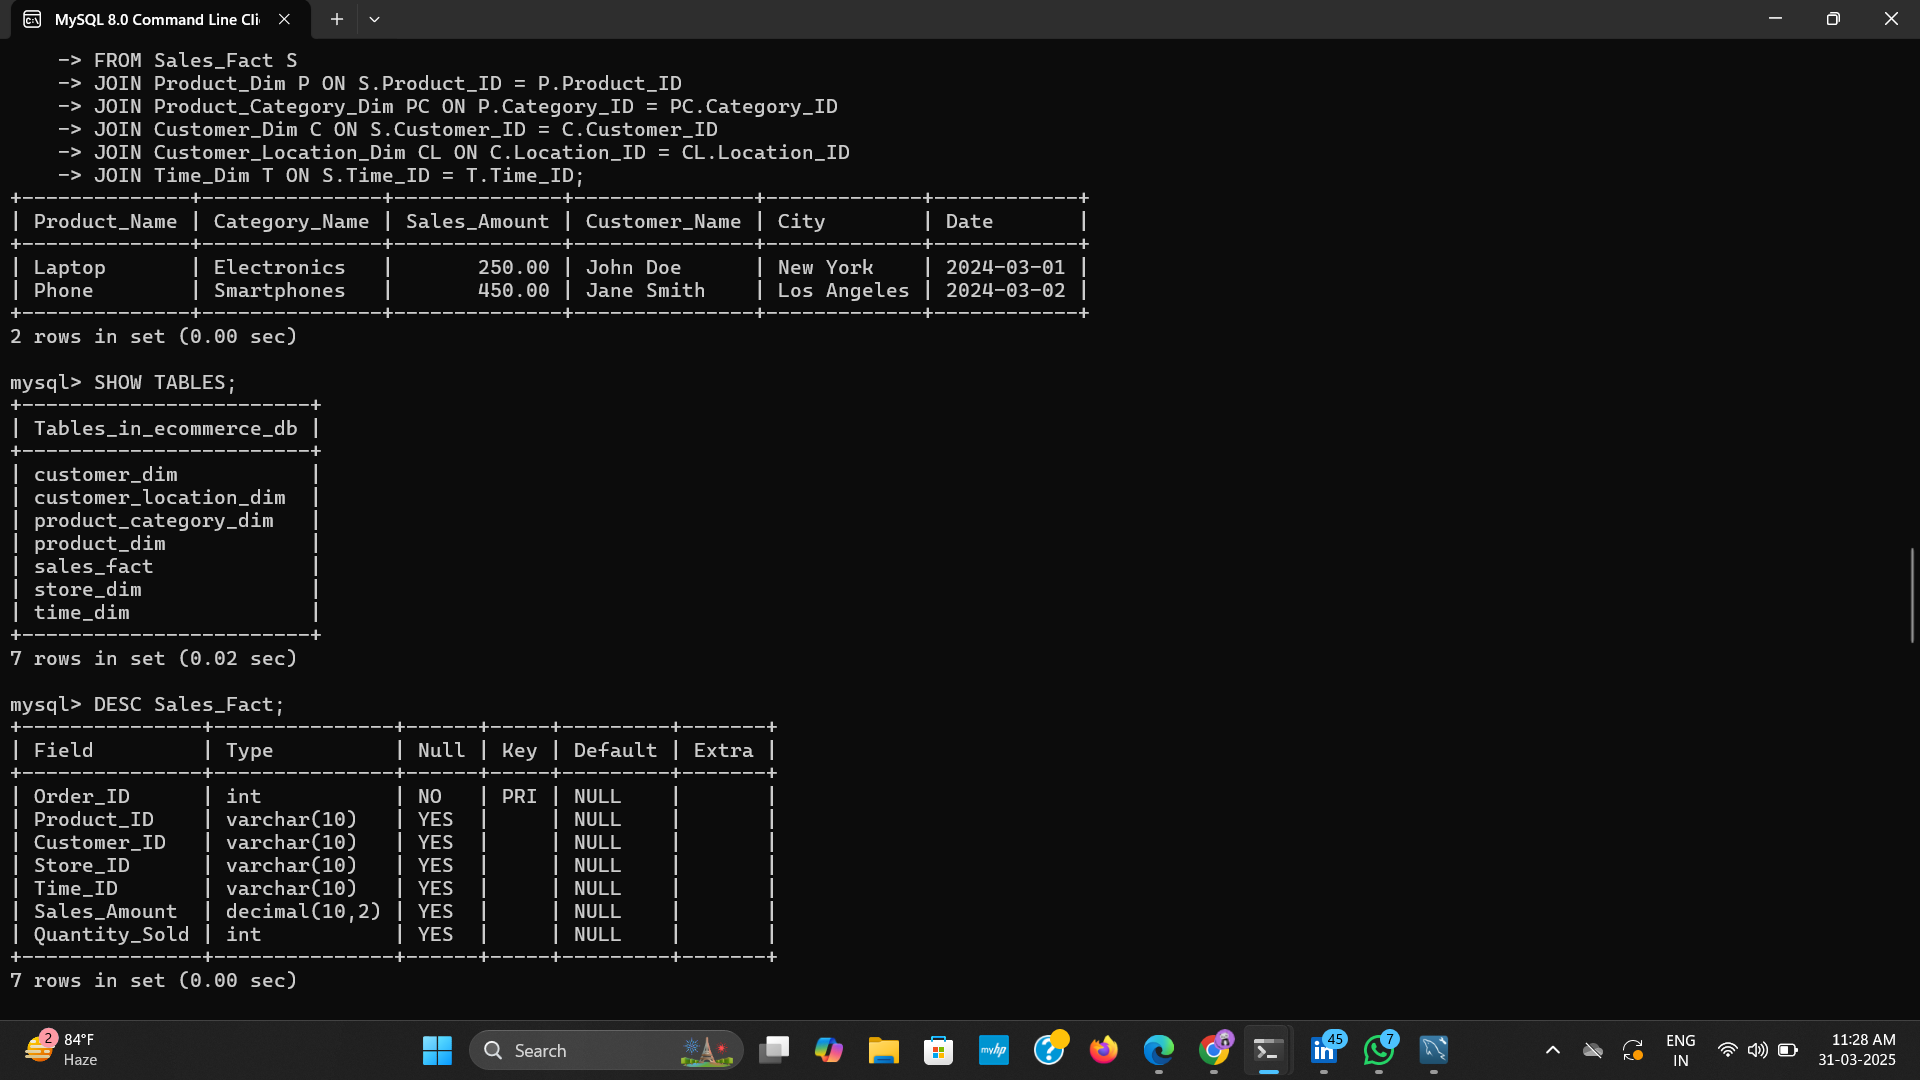 MySQL 8.0 Command Line Cli
    -> FROM Sales_Fact S
    -> JOIN Product_Dim P ON S.Product_ID = P.Product_ID
    -> JOIN Product_Category_Dim PC ON P.Category_ID = PC.Category_ID
    -> JOIN Customer_Dim C ON S.Customer_ID = C.Customer_ID
    -> JOIN Customer_Location_Dim CL ON C.Location_ID = CL.Location_ID
    -> JOIN Time_Dim T ON S.Time_ID = T.Time_ID;
+--------------+---------------+--------------+---------------+-------------+------------+
| Product_Name | Category_Name | Sales_Amount | Customer_Name | City        | Date       |
+--------------+---------------+--------------+---------------+-------------+------------+
| Laptop       | Electronics   |       250.00 | John Doe      | New York    | 2024-03-01 |
| Phone        | Smartphones   |       450.00 | Jane Smith    | Los Angeles | 2024-03-02 |
+--------------+---------------+--------------+---------------+-------------+------------+
2 rows in set (0.00 sec)
mysql> SHOW TABLES;
+------------------------+
| Tables_in_ecommerce_db |
+------------------------+
| customer_dim           |
| customer_location_dim  |
| product_category_dim   |
| product_dim            |
| sales_fact             |
| store_dim              |
| time_dim               |
+------------------------+
7 rows in set (0.02 sec)
mysql> DESC Sales_Fact;
+---------------+---------------+------+-----+---------+-------+
| Field         | Type          | Null | Key | Default | Extra |
+---------------+---------------+------+-----+---------+-------+
| Order_ID      | int           | NO   | PRI | NULL    |       |
| Product_ID    | varchar(10)   | YES  |     | NULL    |       |
| Customer_ID   | varchar(10)   | YES  |     | NULL    |       |
| Store_ID      | varchar(10)   | YES  |     | NULL    |       |
| Time_ID       | varchar(10)   | YES  |     | NULL    |       |
| Sales_Amount  | decimal(10,2) | YES  |     | NULL    |       |
| Quantity_Sold | int           | YES  |     | NULL    |       |
+---------------+---------------+------+-----+---------+-------+
7 rows in set (0.00 sec)
2
84°F
Haze
Search
myhp
45
7
ENG
IN
11:28 AM
31-03-2025